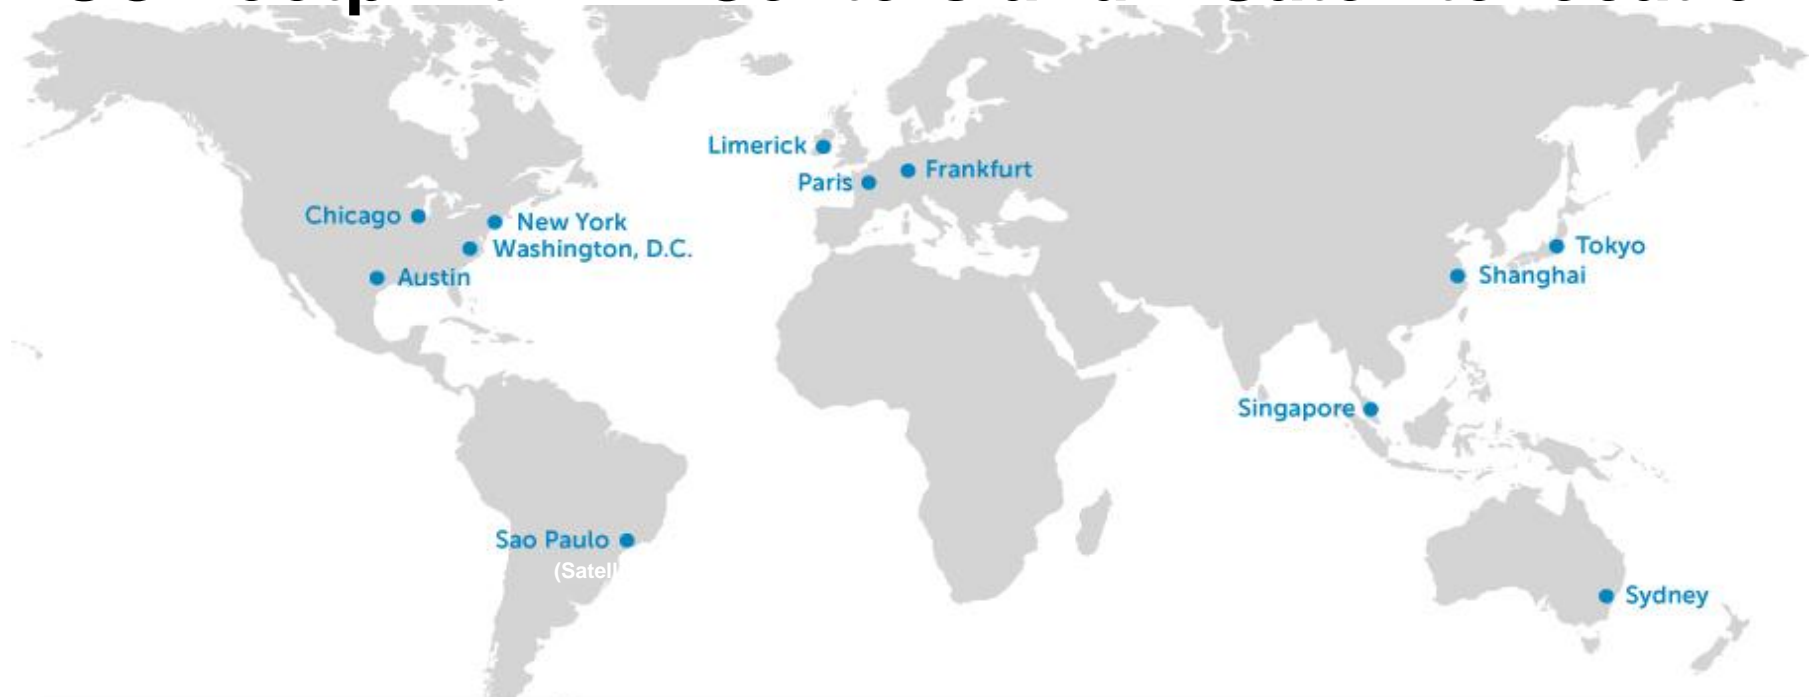 Limerick
Frankfurt
Paris
Chicago
New York
Washington, D.C.
Austin
Tokyo
Shanghai
Singapore
Sao Paulo
Sydney